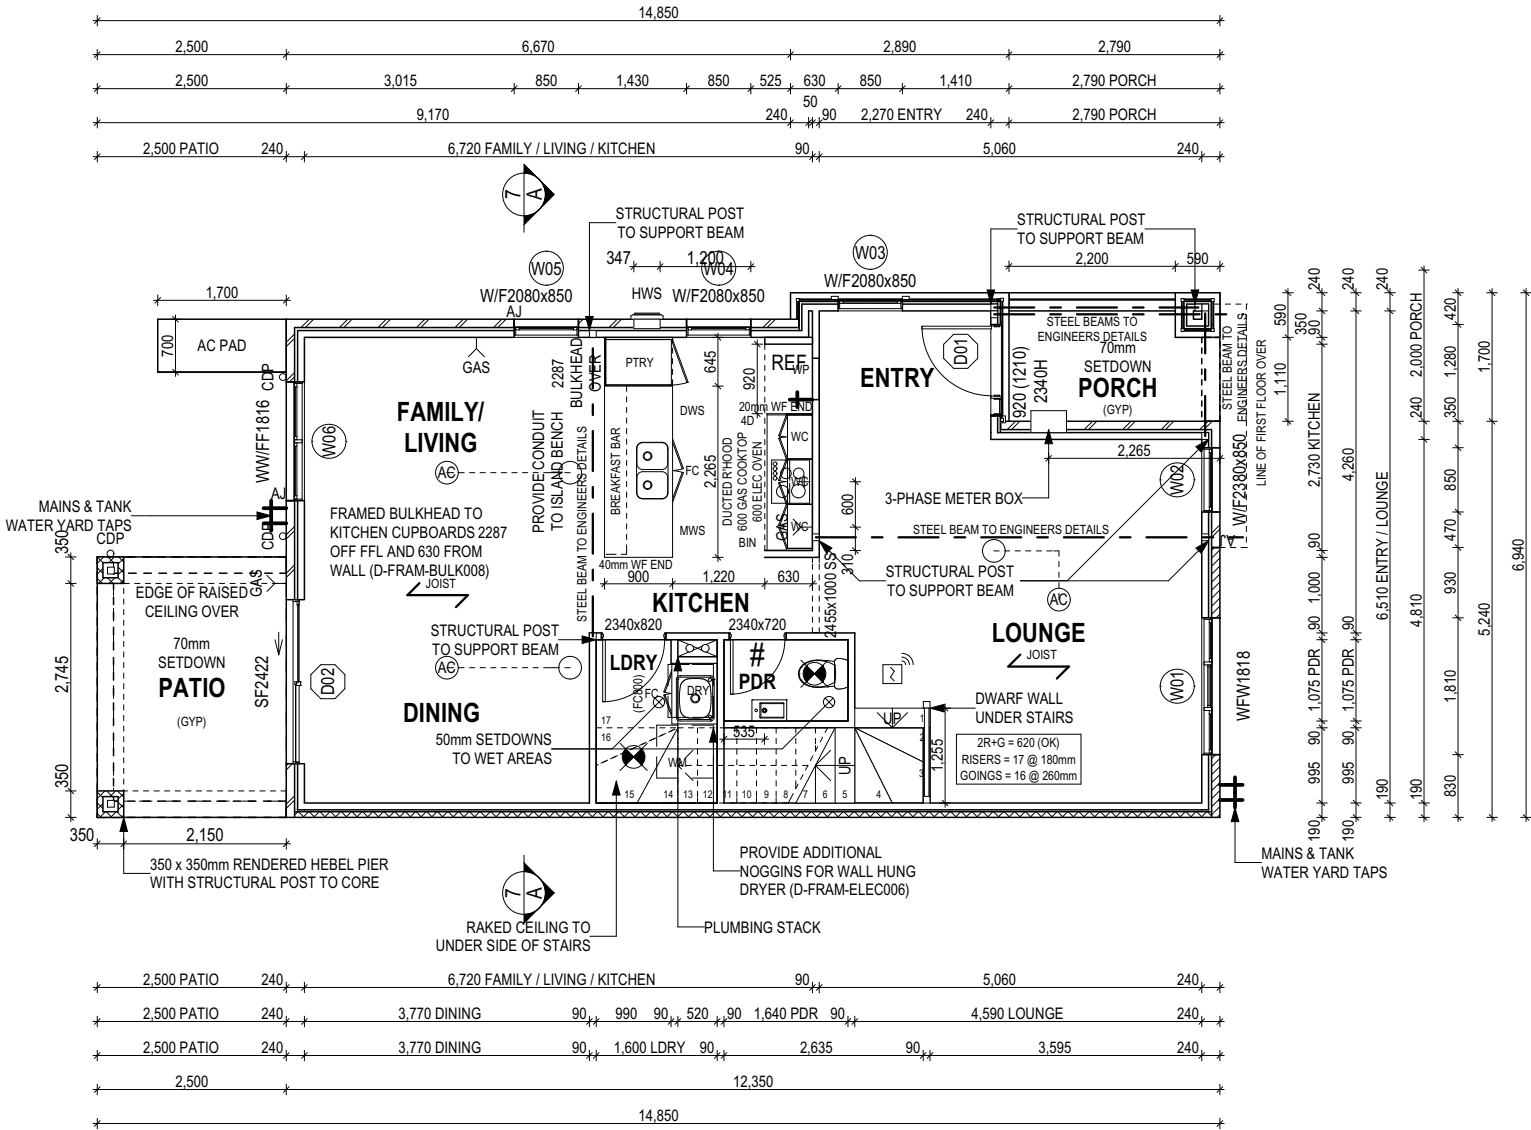 14,850
2,500 6,670 2,890 2,790
2,500 3,015 850 1,430 850 525 630 850 1,410 2,790 PORCH
50
9,170 240 90 2,270 ENTRY 240 2,790 PORCH
2,500 PATIO 240 6,720 FAMILY / LIVING / KITCHEN 90 5,060 240
7
A
STRUCTURAL POST
TO SUPPORT BEAM
STRUCTURAL POST
TO SUPPORT BEAM
W05
W/F2080x850
AJ
347 1,200
HWS
W04
W/F2080x850
W03
W/F2080x850
2,200 590
1,700
700
AC PAD
CDP
WW/FF1816
W06
AJ
CDP
GAS
FAMILY/
LIVING
AC
2287
BULKHEAD
OVER
PTRY
645
920
REF
WP
20mm WF END
4D
ENTRY
D01
920 (1210)
2340H
STEEL BEAMS TO
ENGINEERS DETAILS
70mm
SETDOWN
PORCH
(GYP)
STEEL BEAM TO
ENGINEERS DETAILS
LINE OF FIRST FLOOR OVER
PROVIDE CONDUIT
TO ISLAND BENCH
STEEL BEAM TO ENGINEERS DETAILS
BREAKFAST BAR
DWS
FC
MWS
2,265
DUCTED R'HOOD
600 GAS COOKTOP
600 ELEC OVEN
BIN
WC
WC
WC
GAS
600
310
2,265
3-PHASE METER BOX
W02
W/F2380x850
AJ
STEEL BEAM TO ENGINEERS DETAILS
STRUCTURAL POST
TO SUPPORT BEAM
AC
MAINS & TANK
WATER YARD TAPS
CDP
FRAMED BULKHEAD TO
KITCHEN CUPBOARDS 2287
OFF FFL AND 630 FROM
WALL (D-FRAM-BULK008)
JOIST
40mm WF END
900 1,220 630
KITCHEN
2455x1000 SS
GAS
EDGE OF RAISED
CEILING OVER
70mm
SETDOWN
PATIO
(GYP)
SF2422
D02
350
2,745
350
STRUCTURAL POST
TO SUPPORT BEAM
AC
DINING
50mm SETDOWNS
TO WET AREAS
2340x820
LDRY
FC
(FC600)
DRY
WM
2340x720
#
PDR
535
LOUNGE
JOIST
W01
WFW1818
DWARF WALL
UNDER STAIRS
2R+G = 620 (OK)
RISERS = 17 @ 180mm
GOINGS = 16 @ 260mm
UP
UP
1,255
1
2
3
17
16
15 14 13 12 11 10 9 8 7 6 5 4
350 2,150
350 x 350mm RENDERED HEBEL PIER
WITH STRUCTURAL POST TO CORE
7
A
RAKED CEILING TO
UNDER SIDE OF STAIRS
PLUMBING STACK
PROVIDE ADDITIONAL
NOGGINS FOR WALL HUNG
DRYER (D-FRAM-ELEC006)
MAINS & TANK
WATER YARD TAPS
590
1,110
240
350
90
2,730 KITCHEN
90
1,000
90
1,075 PDR
90
995
190
240
4,260
90
1,075 PDR
90
995
190
240
6,510 ENTRY / LOUNGE
190
2,000 PORCH
240
4,810
190
420
1,280
350
850
470
930
1,810
830
1,700
5,240
6,940
2,500 PATIO 240 6,720 FAMILY / LIVING / KITCHEN 90 5,060 240
2,500 PATIO 240 3,770 DINING 90 990 90 520 90 1,640 PDR 90 4,590 LOUNGE 240
2,500 PATIO 240 3,770 DINING 90 1,600 LDRY 90 2,635 90 3,595 240
2,500 12,350
14,850